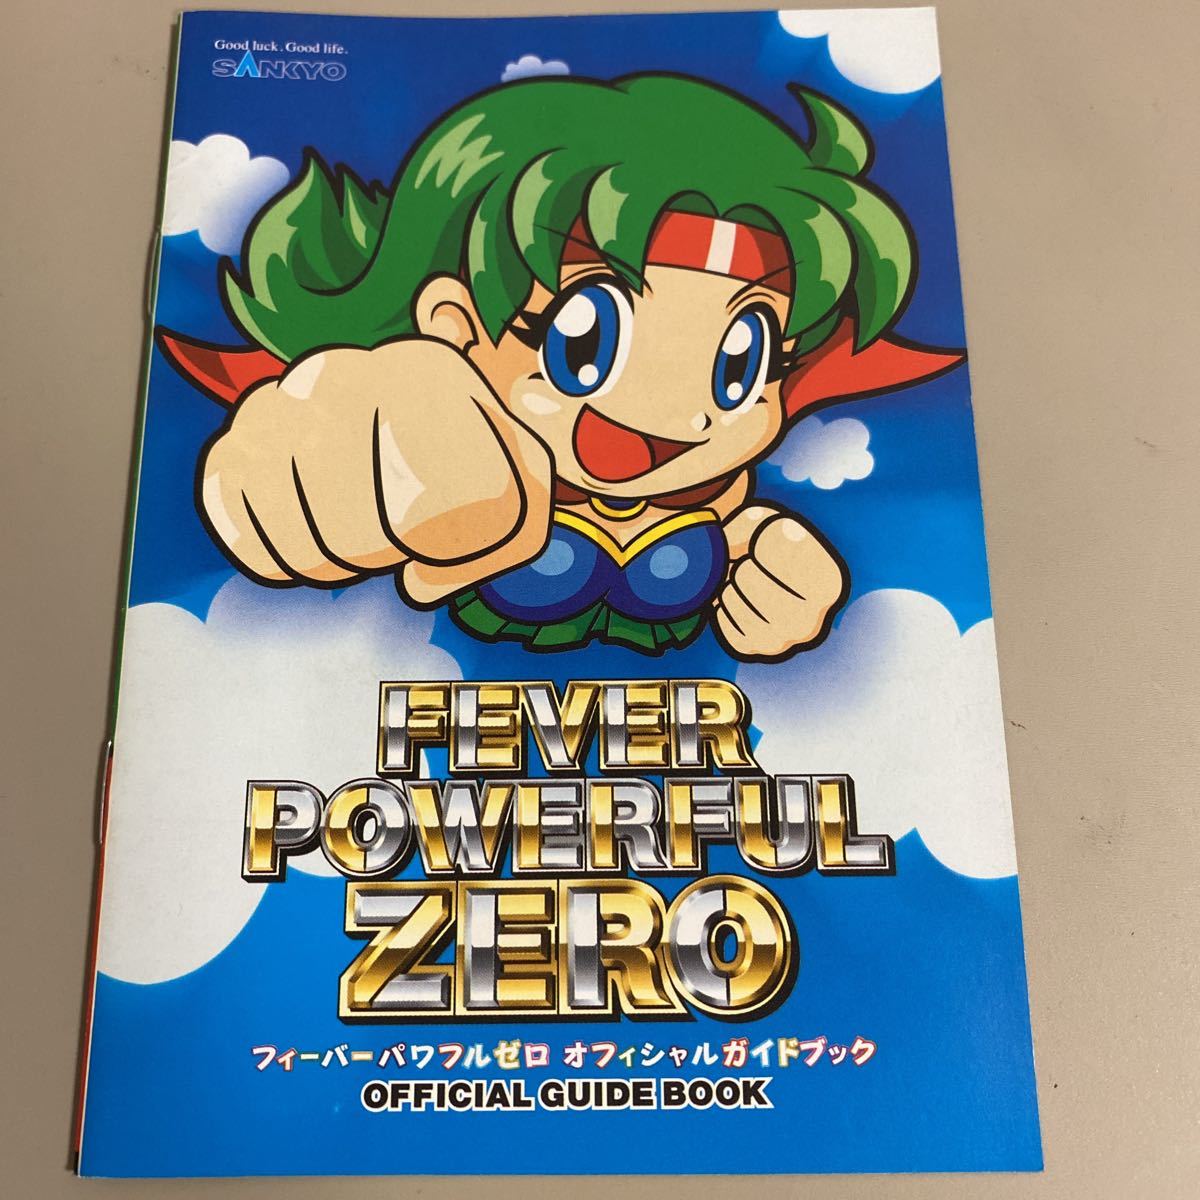 Good luck. Good life.
SANKYO
FEVER
POWERFUL
ZERO
フィーバーパワフルゼロ オフィシャルガイドブック
OFFICIAL GUIDE BOOK